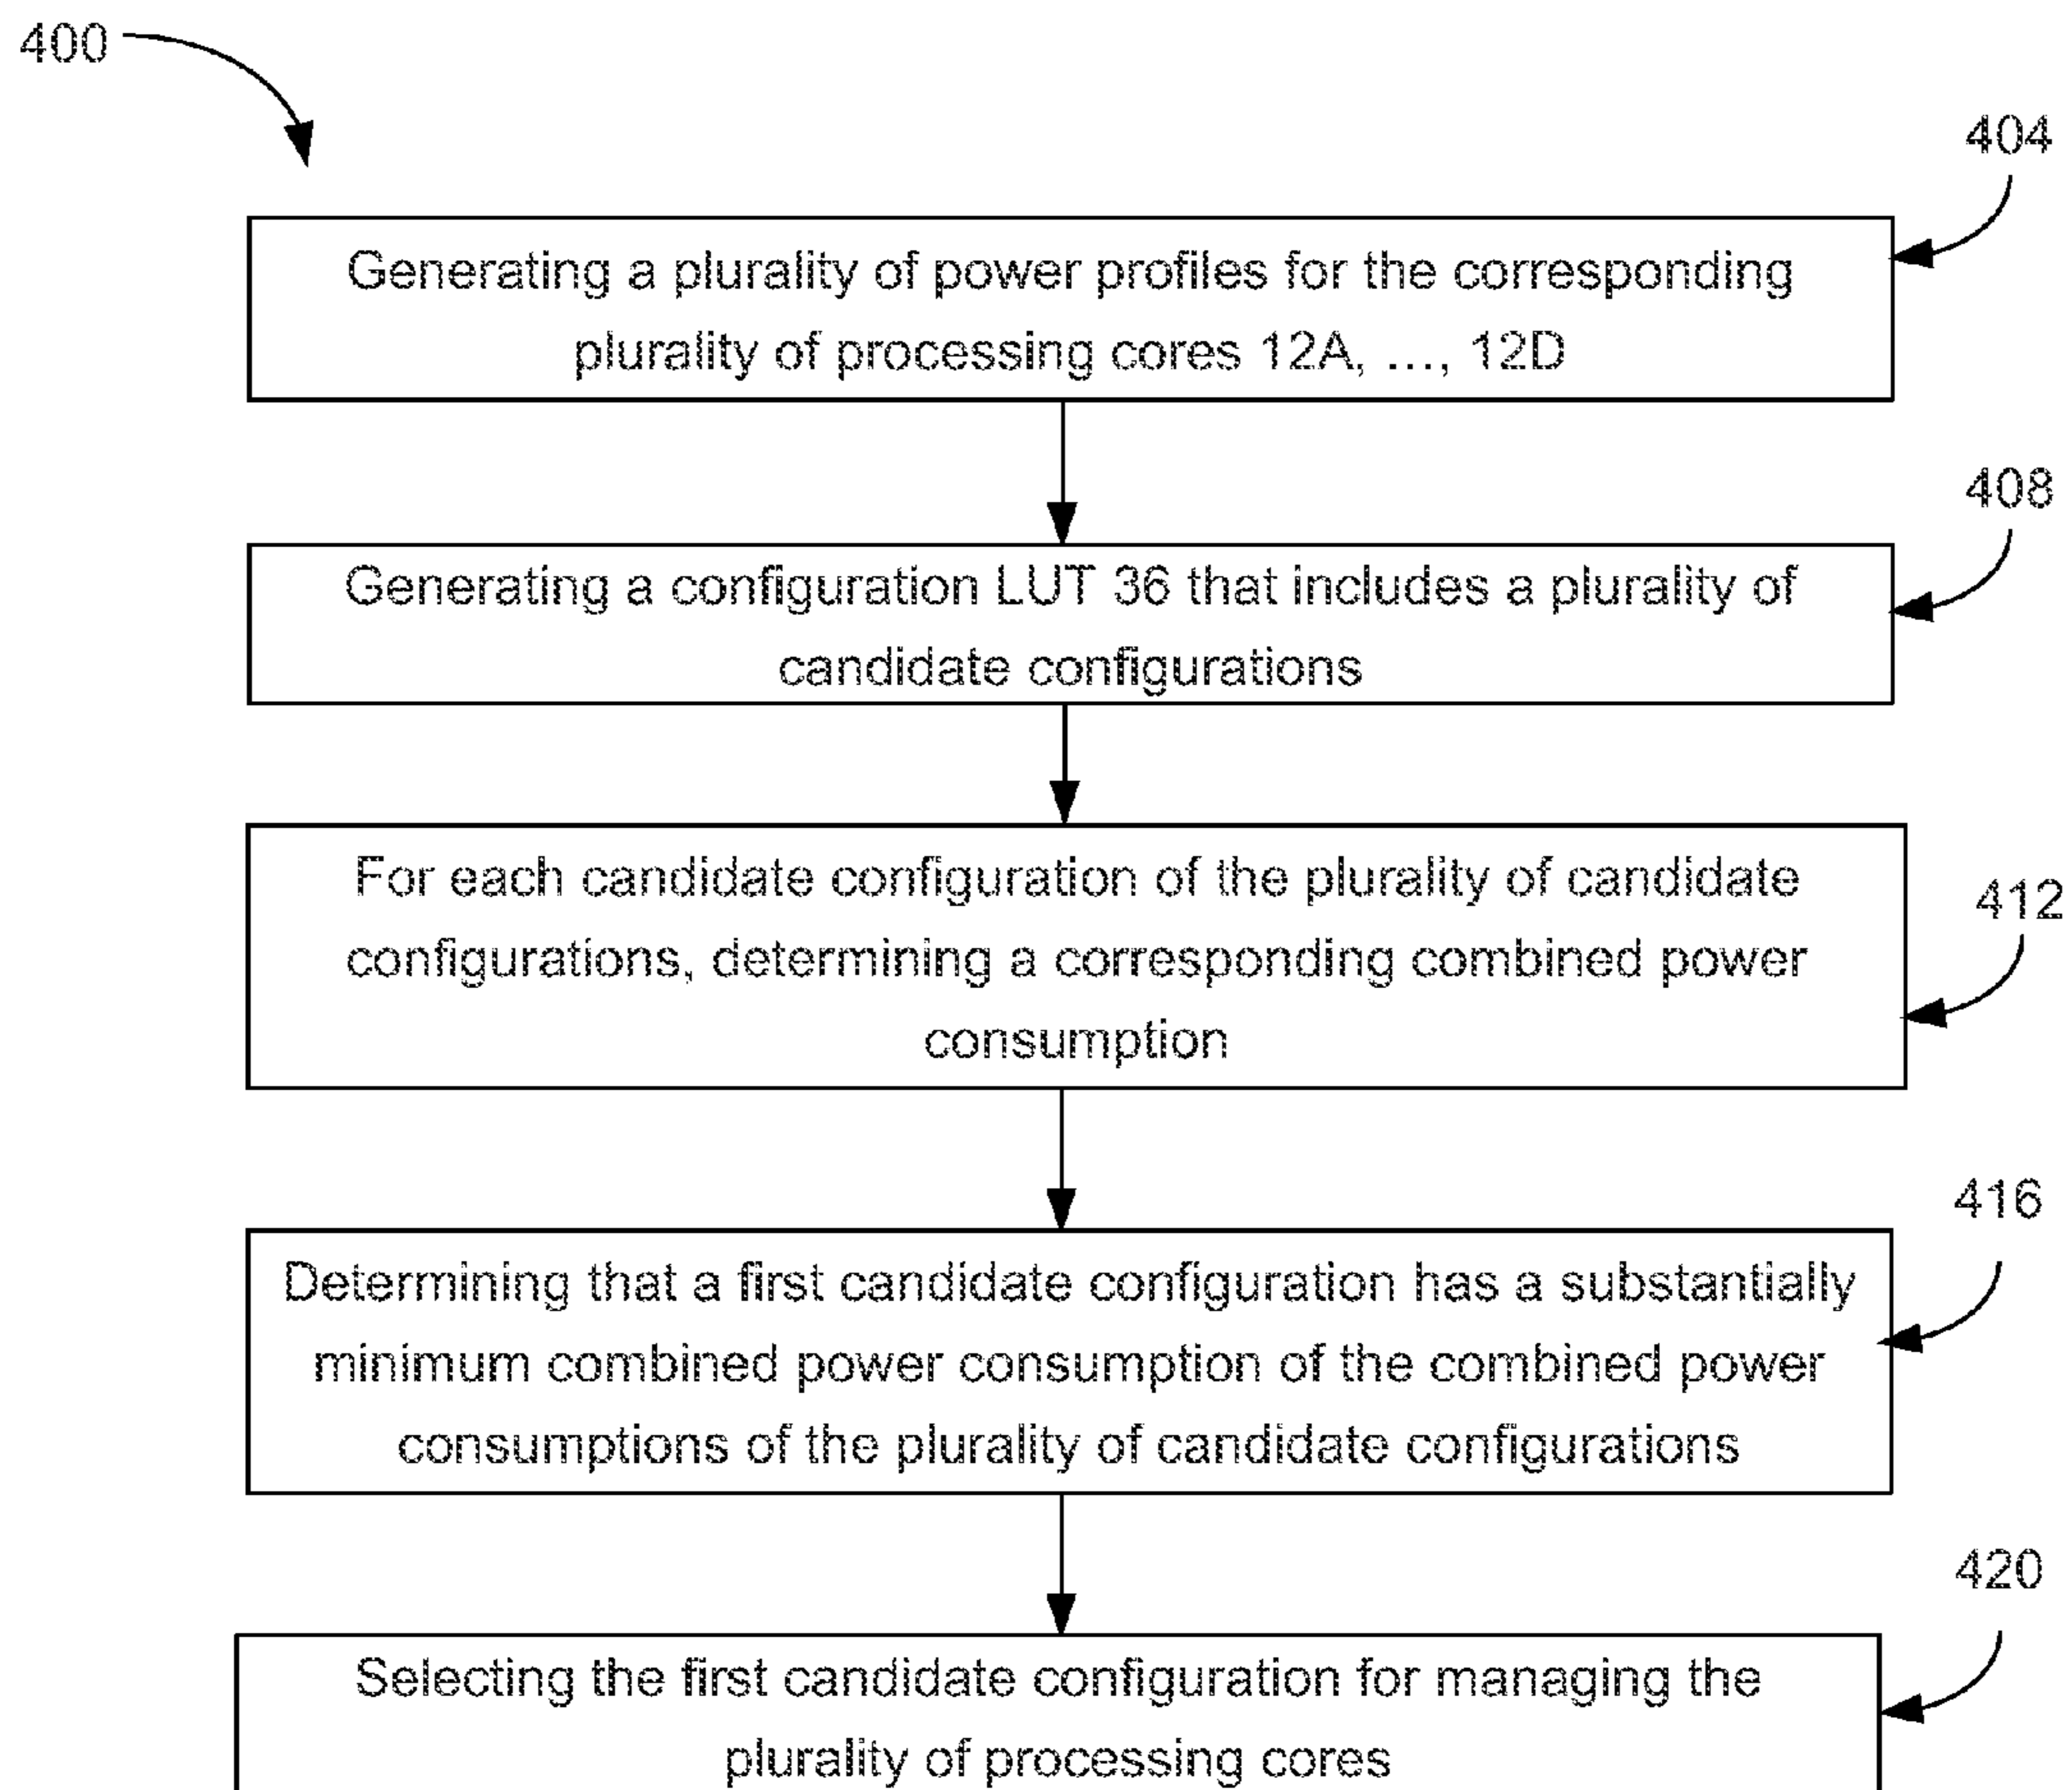 400
404
Generating a plurality of power profiles for the corresponding
plurality of processing cores 12A, ..., 12D
408
Generating a configuration LUT 36 that includes a plurality of
candidate configurations
For each candidate configuration of the plurality of candidate
412
configurations, determining a corresponding combined power
consumption
416
Determining that a first candidate configuration has a substantially
minimum combined power consumption of the combined power
consumptions of the plurality of candidate configurations
420
Selecting the first candidate configuration for managing the
plurality of processing cores